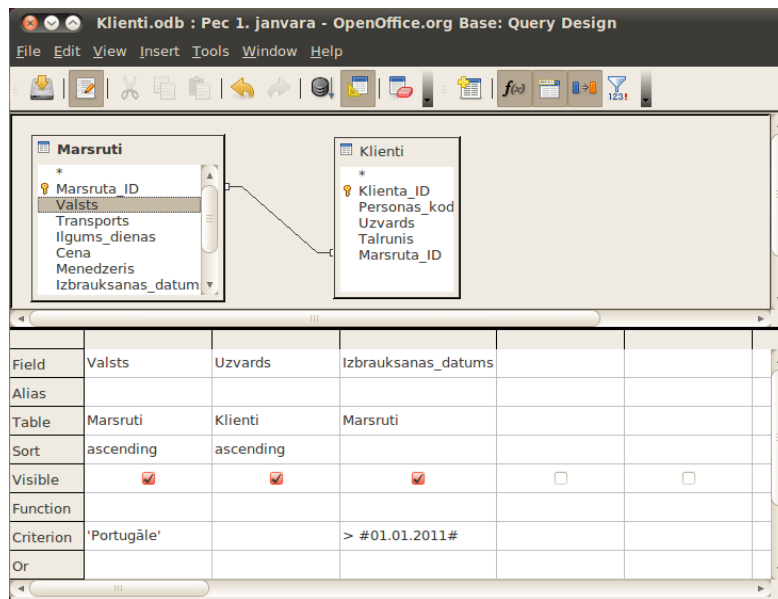 Klienti.odb : Pec 1. janvara - OpenOffice.org Base: Query Design
File Edit View Insert Tools Window Help
f(x) 123!
Marsruti
*
Marsruta_ID
Valsts
Transports
Ilgums_dienas
Cena
Menedzeris
Izbrauksanas_datum
Klienti
*
Klienta_ID
Personas_kod
Uzvards
Talrunis
Marsruta_ID
Field Valsts Uzvards Izbrauksanas_datums
Alias
Table Marsruti Klienti Marsruti
Sort ascending ascending
Visible
Function
Criterion 'Portugāle' > #01.01.2011#
Or